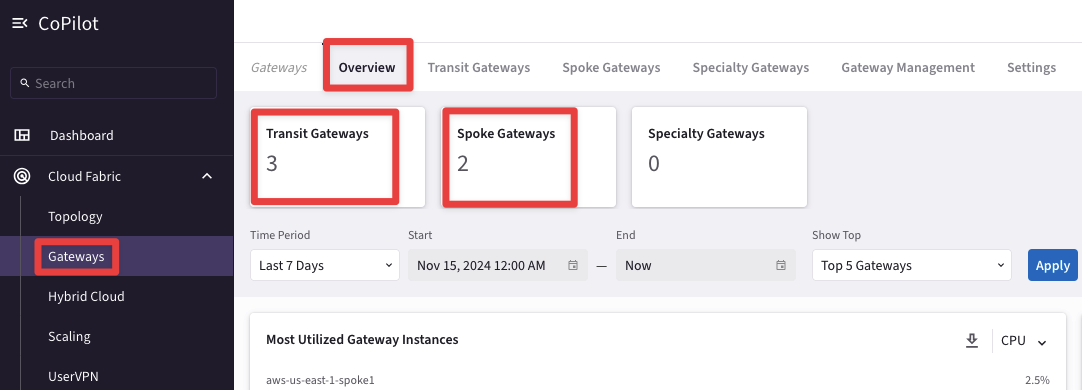 CoPilot
Search
Dashboard
Cloud Fabric
Topology
Gateways
Hybrid Cloud
Scaling
UserVPN
Gateways Overview Transit Gateways Spoke Gateways Specialty Gateways Gateway Management Settings
Transit Gateways
3
Spoke Gateways
2
Specialty Gateways
0
Time Period Start End Show Top
Last 7 Days Nov 15, 2024 12:00 AM — Now Top 5 Gateways Apply
Most Utilized Gateway Instances CPU
aws-us-east-1-spoke1 2.5%